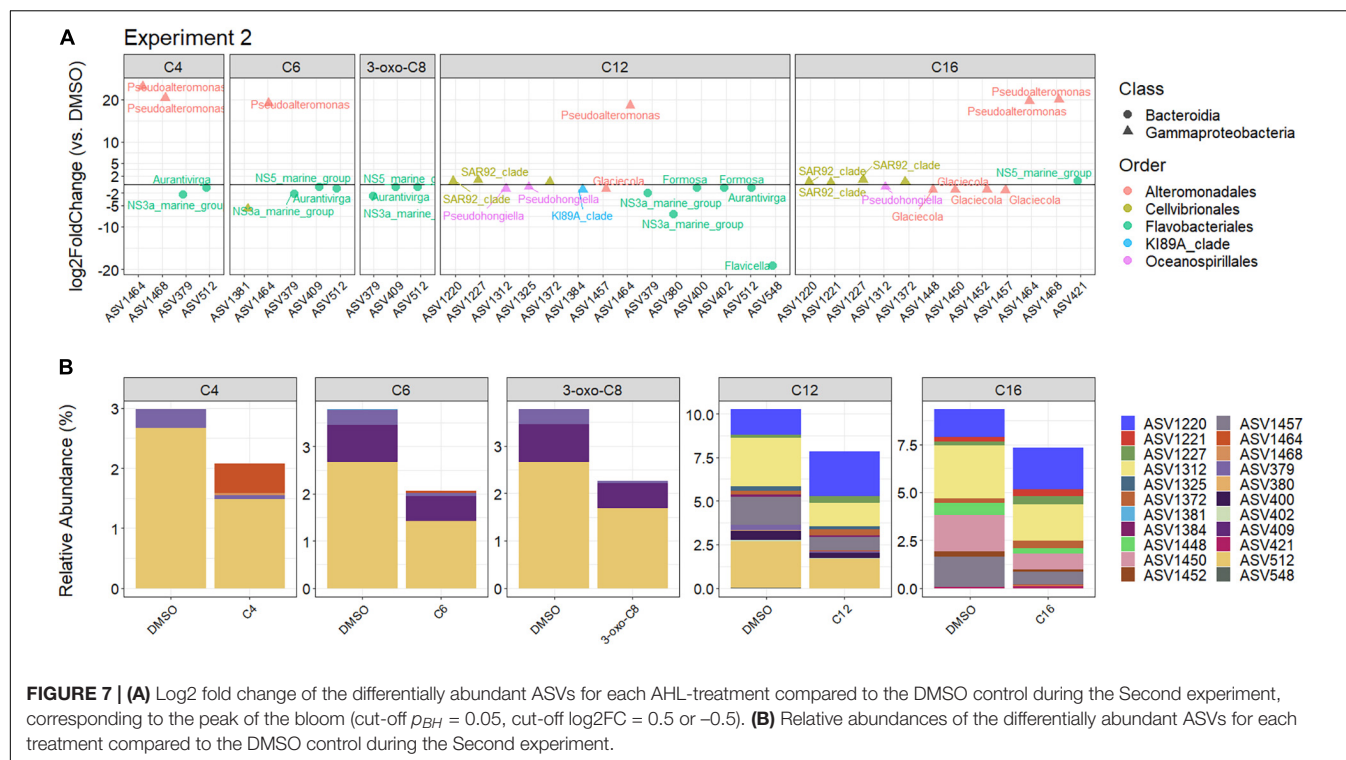 A
Experiment 2
C4
C6
3-oxo-C8
C12
C16
log2FoldChange (vs. DMSO)
20
10
5
2
-2
-5
-10
-20
Pseudoalteromonas
Pseudoalteromonas
Aurantivirga
NS3a_marine_grou
Pseudoalteromonas
NS5_marine_group
Aurantivirga
NS3a_marine_group
NS5_marine_g
Aurantivirga
NS3a_marine_
Pseudoalteromonas
SAR92_clade
SAR92_clade
Pseudohongiella
Pseudohongiella
KI89A_clade
Glaciecola
Formosa
Formosa
NS3a_marine_group
Aurantivirga
NS3a_marine_group
Flavicella
Pseudoalteromonas
Pseudoalteromonas
SAR92_clade
SAR92_clade
SAR92_clade
Pseudohongiella
Glaciecola
Glaciecola
Glaciecola
Glaciecola
NS5_marine_group
ASV1464
ASV1468
ASV379
ASV512
ASV1381
ASV1464
ASV379
ASV409
ASV512
ASV379
ASV409
ASV512
ASV1220
ASV1227
ASV1312
ASV1325
ASV1372
ASV1384
ASV1457
ASV1464
ASV379
ASV380
ASV400
ASV402
ASV512
ASV548
ASV1220
ASV1221
ASV1227
ASV1312
ASV1372
ASV1448
ASV1450
ASV1452
ASV1457
ASV1464
ASV1468
ASV421
Class
Bacteroidia
Gammaproteobacteria
Order
Alteromonadales
Cellvibrionales
Flavobacteriales
KI89A_clade
Oceanospirillales
B
Relative Abundance (%)
C4
3
2
1
0
DMSO
C4
C6
3
2
1
0
DMSO
C6
3-oxo-C8
3
2
1
0
DMSO
3-oxo-C8
C12
10.0
7.5
5.0
2.5
0.0
DMSO
C12
C16
7.5
5.0
2.5
0.0
DMSO
C16
ASV1220
ASV1221
ASV1227
ASV1312
ASV1325
ASV1372
ASV1381
ASV1384
ASV1448
ASV1450
ASV1452
ASV1457
ASV1464
ASV1468
ASV379
ASV380
ASV400
ASV402
ASV409
ASV421
ASV512
ASV548
FIGURE 7 | (A) Log2 fold change of the differentially abundant ASVs for each AHL-treatment compared to the DMSO control during the Second experiment,
corresponding to the peak of the bloom (cut-off pBH = 0.05, cut-off log2FC = 0.5 or –0.5). (B) Relative abundances of the differentially abundant ASVs for each
treatment compared to the DMSO control during the Second experiment.